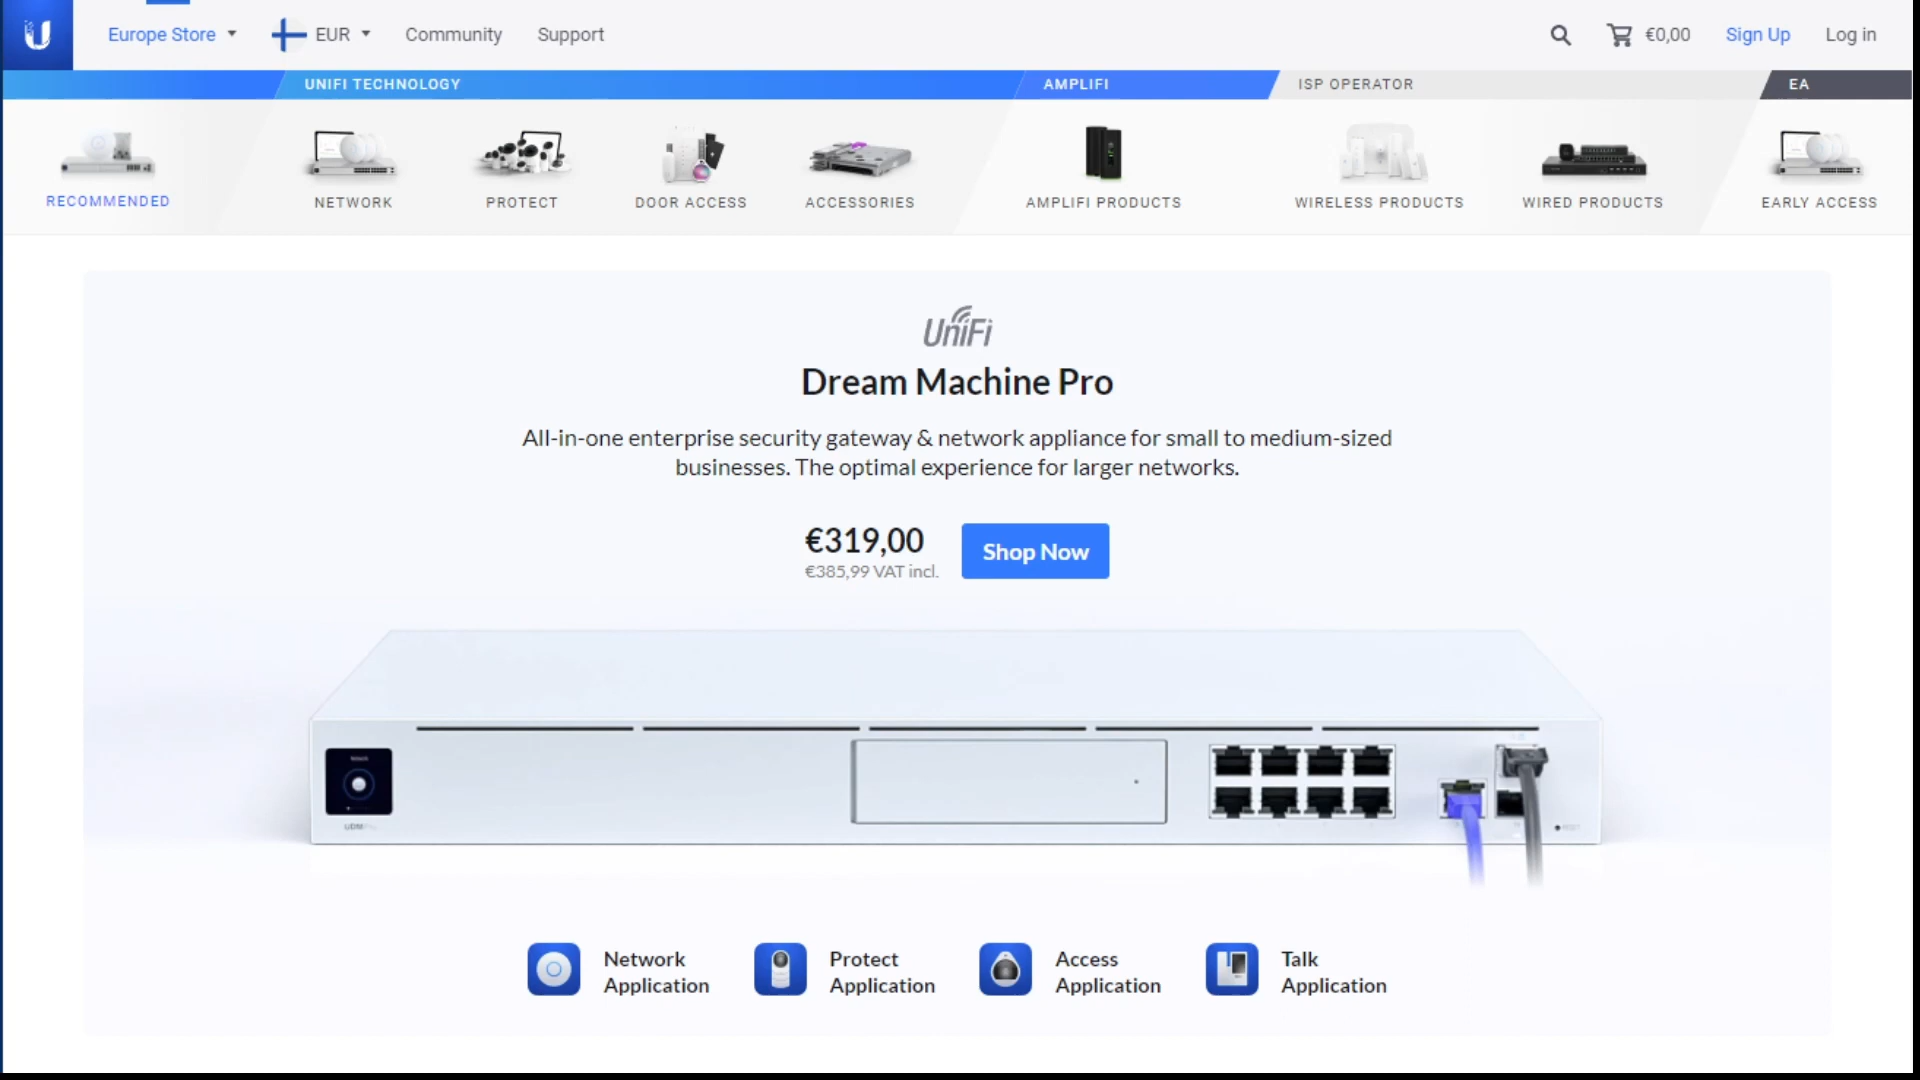 Europe Store
EUR
Community
Support
€0,00
Sign Up
Log in
UNIFI TECHNOLOGY
AMPLIFI
ISP OPERATOR
EA
RECOMMENDED
NETWORK
PROTECT
DOOR ACCESS
ACCESSORIES
AMPLIFI PRODUCTS
WIRELESS PRODUCTS
WIRED PRODUCTS
EARLY ACCESS
UniFi
Dream Machine Pro
All-in-one enterprise security gateway & network appliance for small to medium-sized
businesses. The optimal experience for larger networks.
€319,00
€385,99 VAT incl.
Shop Now
Network
Application
Protect
Application
Access
Application
Talk
Application